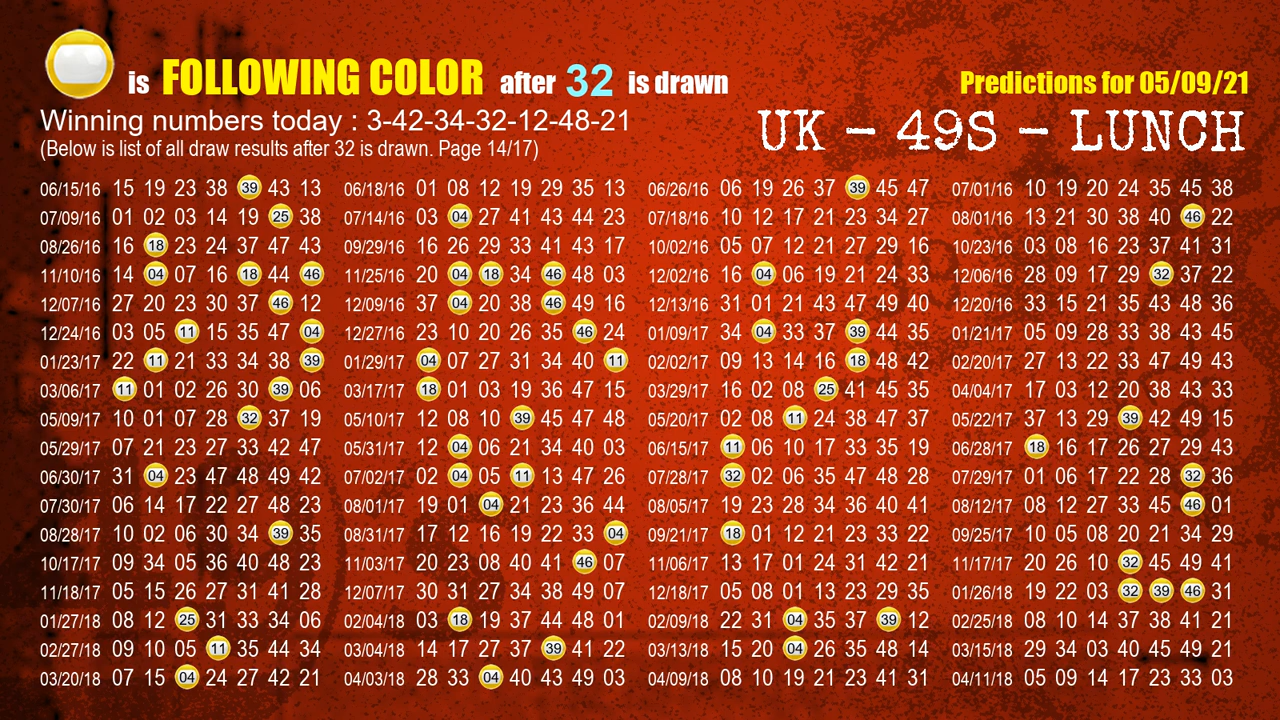 is FOLLOWING COLOR after 32 is drawn
Predictions for 05/09/21
Winning numbers today : 3-42-34-32-12-48-21
UK - 49S - LUNCH
(Below is list of all draw results after 32 is drawn. Page 14/17)
06/15/16 15 19 23 38 39 43 13 06/18/16 01 08 12 19 29 35 13 06/26/16 06 19 26 37 39 45 47 07/01/16 10 19 20 24 35 45 38
07/09/16 01 02 03 14 19 25 38 07/14/16 03 04 27 41 43 44 23 07/18/16 10 12 17 21 23 34 27 08/01/16 13 21 30 38 40 46 22
08/26/16 16 18 23 24 37 47 43 09/29/16 16 26 29 33 41 43 17 10/02/16 05 07 12 21 27 29 16 10/23/16 03 08 16 23 37 41 31
11/10/16 14 04 07 16 18 44 46 11/25/16 20 04 18 34 46 48 03 12/02/16 16 04 06 19 21 24 33 12/06/16 28 09 17 29 32 37 22
12/07/16 27 20 23 30 37 46 12 12/09/16 37 04 20 38 46 49 16 12/13/16 31 01 21 43 47 49 40 12/20/16 33 15 21 35 43 48 36
12/24/16 03 05 11 15 35 47 04 12/27/16 23 10 20 26 35 46 24 01/09/17 34 04 33 37 39 44 35 01/21/17 05 09 28 33 38 43 45
01/23/17 22 11 21 33 34 38 39 01/29/17 04 07 27 31 34 40 11 02/02/17 09 13 14 16 18 48 42 02/20/17 27 13 22 33 47 49 43
03/06/17 11 01 02 26 30 39 06 03/17/17 18 01 03 19 36 47 15 03/29/17 16 02 08 25 41 45 35 04/04/17 17 03 12 20 38 43 33
05/09/17 10 01 07 28 32 37 19 05/10/17 12 08 10 39 45 47 48 05/20/17 02 08 11 24 38 47 37 05/22/17 37 13 29 39 42 49 15
05/29/17 07 21 23 27 33 42 47 05/31/17 12 04 06 21 34 40 03 06/15/17 11 06 10 17 33 35 19 06/28/17 18 16 17 26 27 29 43
06/30/17 31 04 23 47 48 49 42 07/02/17 02 04 05 11 13 47 26 07/28/17 32 02 06 35 47 48 28 07/29/17 01 06 17 22 28 32 36
07/30/17 06 14 17 22 27 48 23 08/01/17 19 01 04 21 23 36 44 08/05/17 19 23 28 34 36 40 41 08/12/17 08 12 27 33 45 46 01
08/28/17 10 02 06 30 34 39 35 08/31/17 17 12 16 19 22 33 04 09/21/17 18 01 12 21 23 33 22 09/25/17 10 05 08 20 21 34 29
10/17/17 09 34 05 36 40 48 23 11/03/17 20 23 08 40 41 46 07 11/06/17 13 17 01 24 31 42 21 11/17/17 20 26 10 32 45 49 41
11/18/17 05 15 26 27 31 41 28 12/07/17 30 31 27 34 38 49 07 12/18/17 05 08 01 13 23 29 35 01/26/18 19 22 03 32 39 46 31
01/27/18 08 12 25 31 33 34 06 02/04/18 03 18 19 37 44 48 01 02/09/18 22 31 04 35 37 39 12 02/25/18 08 10 14 37 38 41 21
02/27/18 09 10 05 11 35 44 34 03/04/18 14 17 27 37 39 41 22 03/13/18 15 20 04 26 35 48 14 03/15/18 29 34 03 40 45 49 21
03/20/18 07 15 04 24 27 42 21 04/03/18 28 33 04 40 43 49 03 04/09/18 08 10 19 21 23 41 31 04/11/18 05 09 14 17 23 33 03